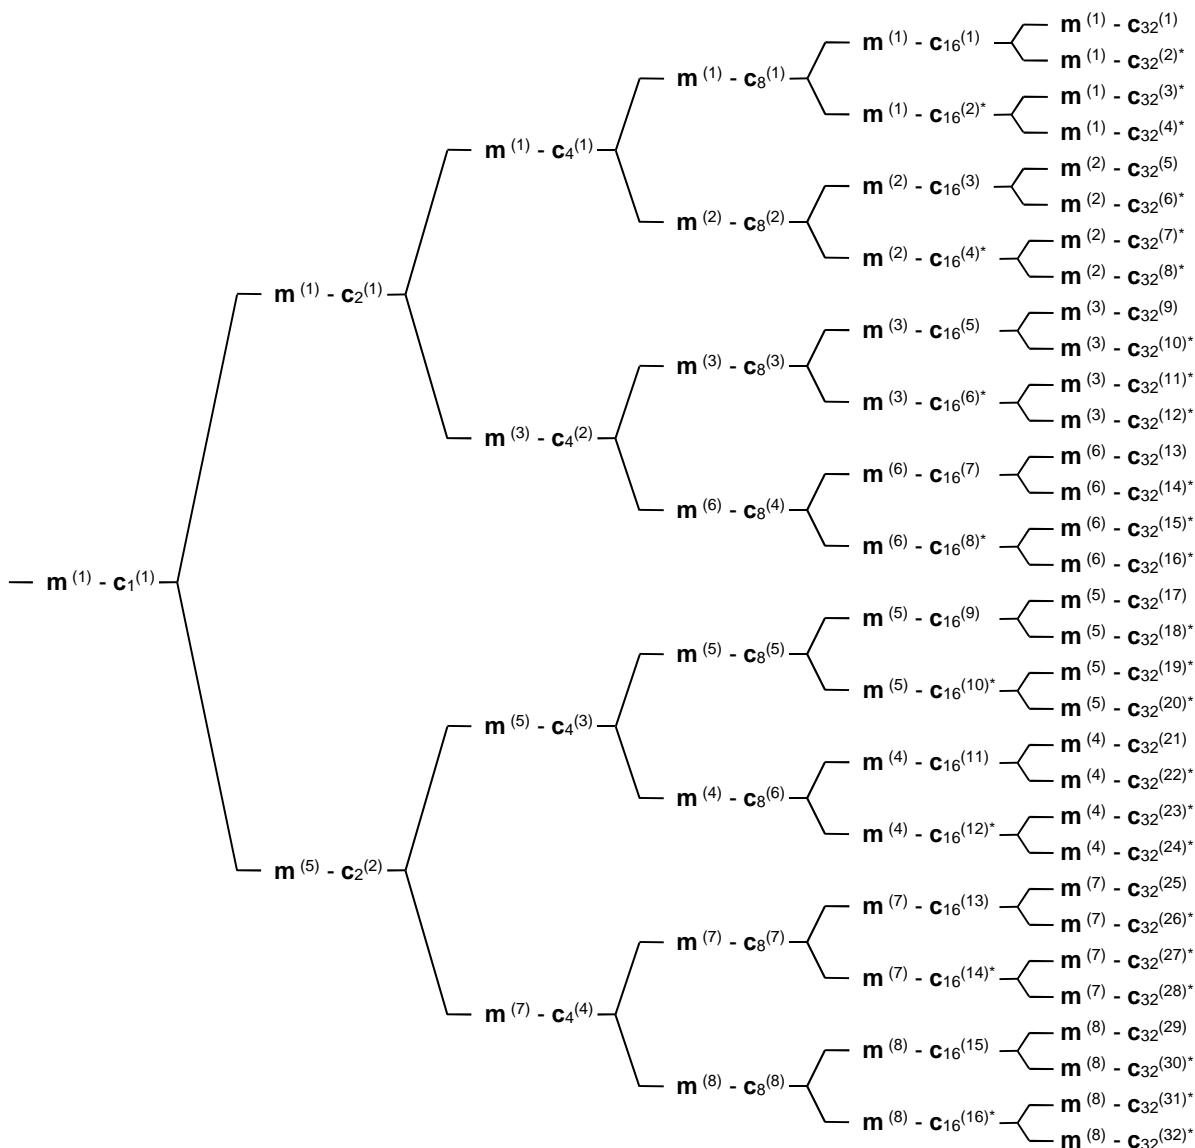 m (1) - c1(1)
m (1) - c2(1)
m (5) - c2(2)
m (1) - c4(1)
m (3) - c4(2)
m (5) - c4(3)
m (7) - c4(4)
m (1) - c8(1)
m (2) - c8(2)
m (3) - c8(3)
m (6) - c8(4)
m (5) - c8(5)
m (4) - c8(6)
m (7) - c8(7)
m (8) - c8(8)
m (1) - c16(1)
m (1) - c16(2)*
m (2) - c16(3)
m (2) - c16(4)*
m (3) - c16(5)
m (3) - c16(6)*
m (6) - c16(7)
m (6) - c16(8)*
m (5) - c16(9)
m (5) - c16(10)*
m (4) - c16(11)
m (4) - c16(12)*
m (7) - c16(13)
m (7) - c16(14)*
m (8) - c16(15)
m (8) - c16(16)*
m (1) - c32(1)
m (1) - c32(2)*
m (1) - c32(3)*
m (1) - c32(4)*
m (2) - c32(5)
m (2) - c32(6)*
m (2) - c32(7)*
m (2) - c32(8)*
m (3) - c32(9)
m (3) - c32(10)*
m (3) - c32(11)*
m (3) - c32(12)*
m (6) - c32(13)
m (6) - c32(14)*
m (6) - c32(15)*
m (6) - c32(16)*
m (5) - c32(17)
m (5) - c32(18)*
m (5) - c32(19)*
m (5) - c32(20)*
m (4) - c32(21)
m (4) - c32(22)*
m (4) - c32(23)*
m (4) - c32(24)*
m (7) - c32(25)
m (7) - c32(26)*
m (7) - c32(27)*
m (7) - c32(28)*
m (8) - c32(29)
m (8) - c32(30)*
m (8) - c32(31)*
m (8) - c32(32)*